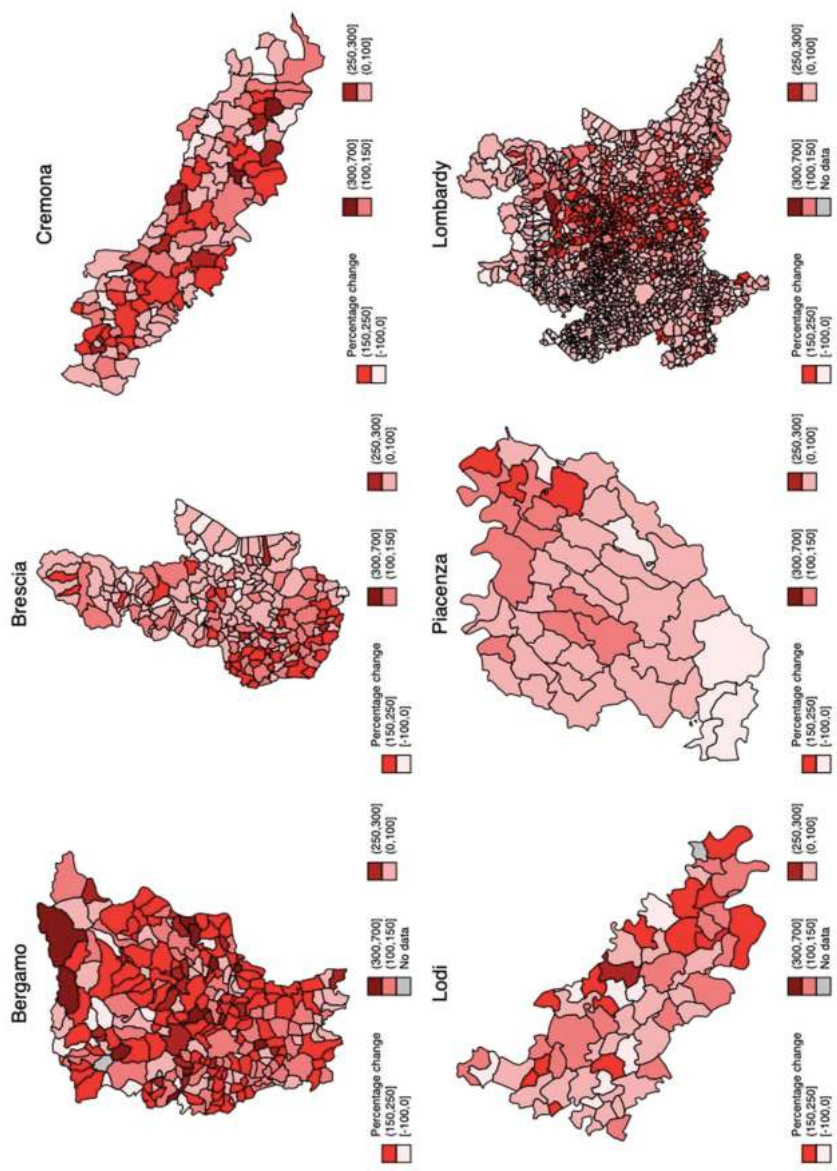 Bergamo
Percentage change
(150,250]
[-100,0]
(300,700]
(100,150]
No data
(250,300]
(0,100]
Brescia
Percentage change
(150,250]
[-100,0]
(300,700]
(100,150]
(250,300]
(0,100]
Cremona
Percentage change
(150,250]
[-100,0]
(300,700]
(100,150]
(250,300]
(0,100]
Lodi
Percentage change
(150,250]
[-100,0]
(300,700]
(100,150]
No data
(250,300]
(0,100]
Piacenza
Percentage change
(150,250]
[-100,0]
(300,700]
(100,150]
(250,300]
(0,100]
Lombardy
Percentage change
(150,250]
[-100,0]
(300,700]
(100,150]
No data
(250,300]
(0,100]